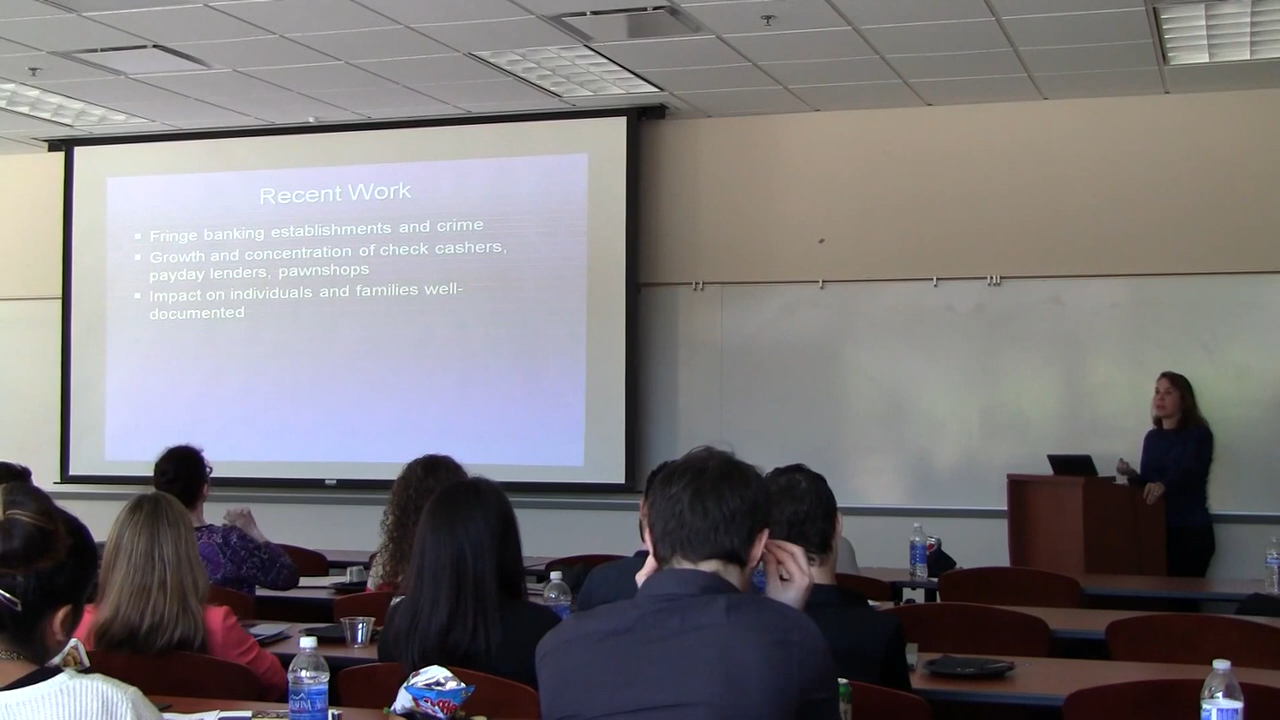 Recent Work
Fringe banking establishments and crime
Growth and concentration of check cashers,
payday lenders, pawnshops
Impact on individuals and families well-
documented